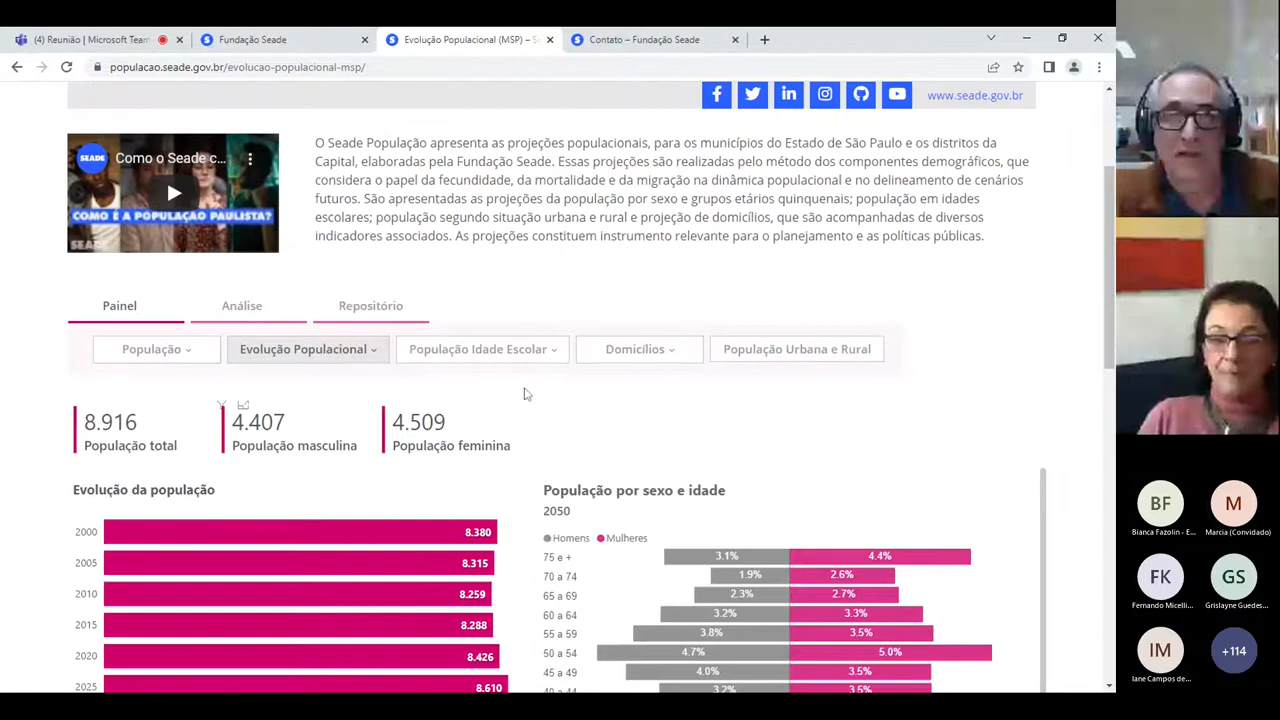 (4) Reunião | Microsoft Team
Fundação Seade
Evolução Populacional (MSP) – S
Contato – Fundação Seade
populacao.seade.gov.br/evolucao-populacional-msp/
www.seade.gov.br
SEADE
Como o Seade c...
COMO É A POPULAÇÃO PAULISTA?
SEADE
O Seade População apresenta as projeções populacionais, para os municípios do Estado de São Paulo e os distritos da
Capital, elaboradas pela Fundação Seade. Essas projeções são realizadas pelo método dos componentes demográficos, que
considera o papel da fecundidade, da mortalidade e da migração na dinâmica populacional e no delineamento de cenários
futuros. São apresentadas as projeções da população por sexo e grupos etários quinquenais; população em idades
escolares; população segundo situação urbana e rural e projeção de domicílios, que são acompanhadas de diversos
indicadores associados. As projeções constituem instrumento relevante para o planejamento e as políticas públicas.
Painel
Análise
Repositório
População
Evolução Populacional
População Idade Escolar
Domicílios
População Urbana e Rural
8.916
População total
4.407
População masculina
4.509
População feminina
Evolução da população
2000 8.380
2005 8.315
2010 8.259
2015 8.288
2020 8.426
2025 8.610
População por sexo e idade
2050
Homens Mulheres
75 e + 3.1% 4.4%
70 a 74 1.9% 2.6%
65 a 69 2.3% 2.7%
60 a 64 3.2% 3.3%
55 a 59 3.8% 3.5%
50 a 54 4.7% 5.0%
45 a 49 4.0% 3.5%
40 a 44 3.2% 3.5%
BF
Bianca Fazolin - E...
M
Marcia (Convidado)
FK
Fernando Micelli...
GS
Grislayne Guedes...
IM
Iane Campos de...
+114